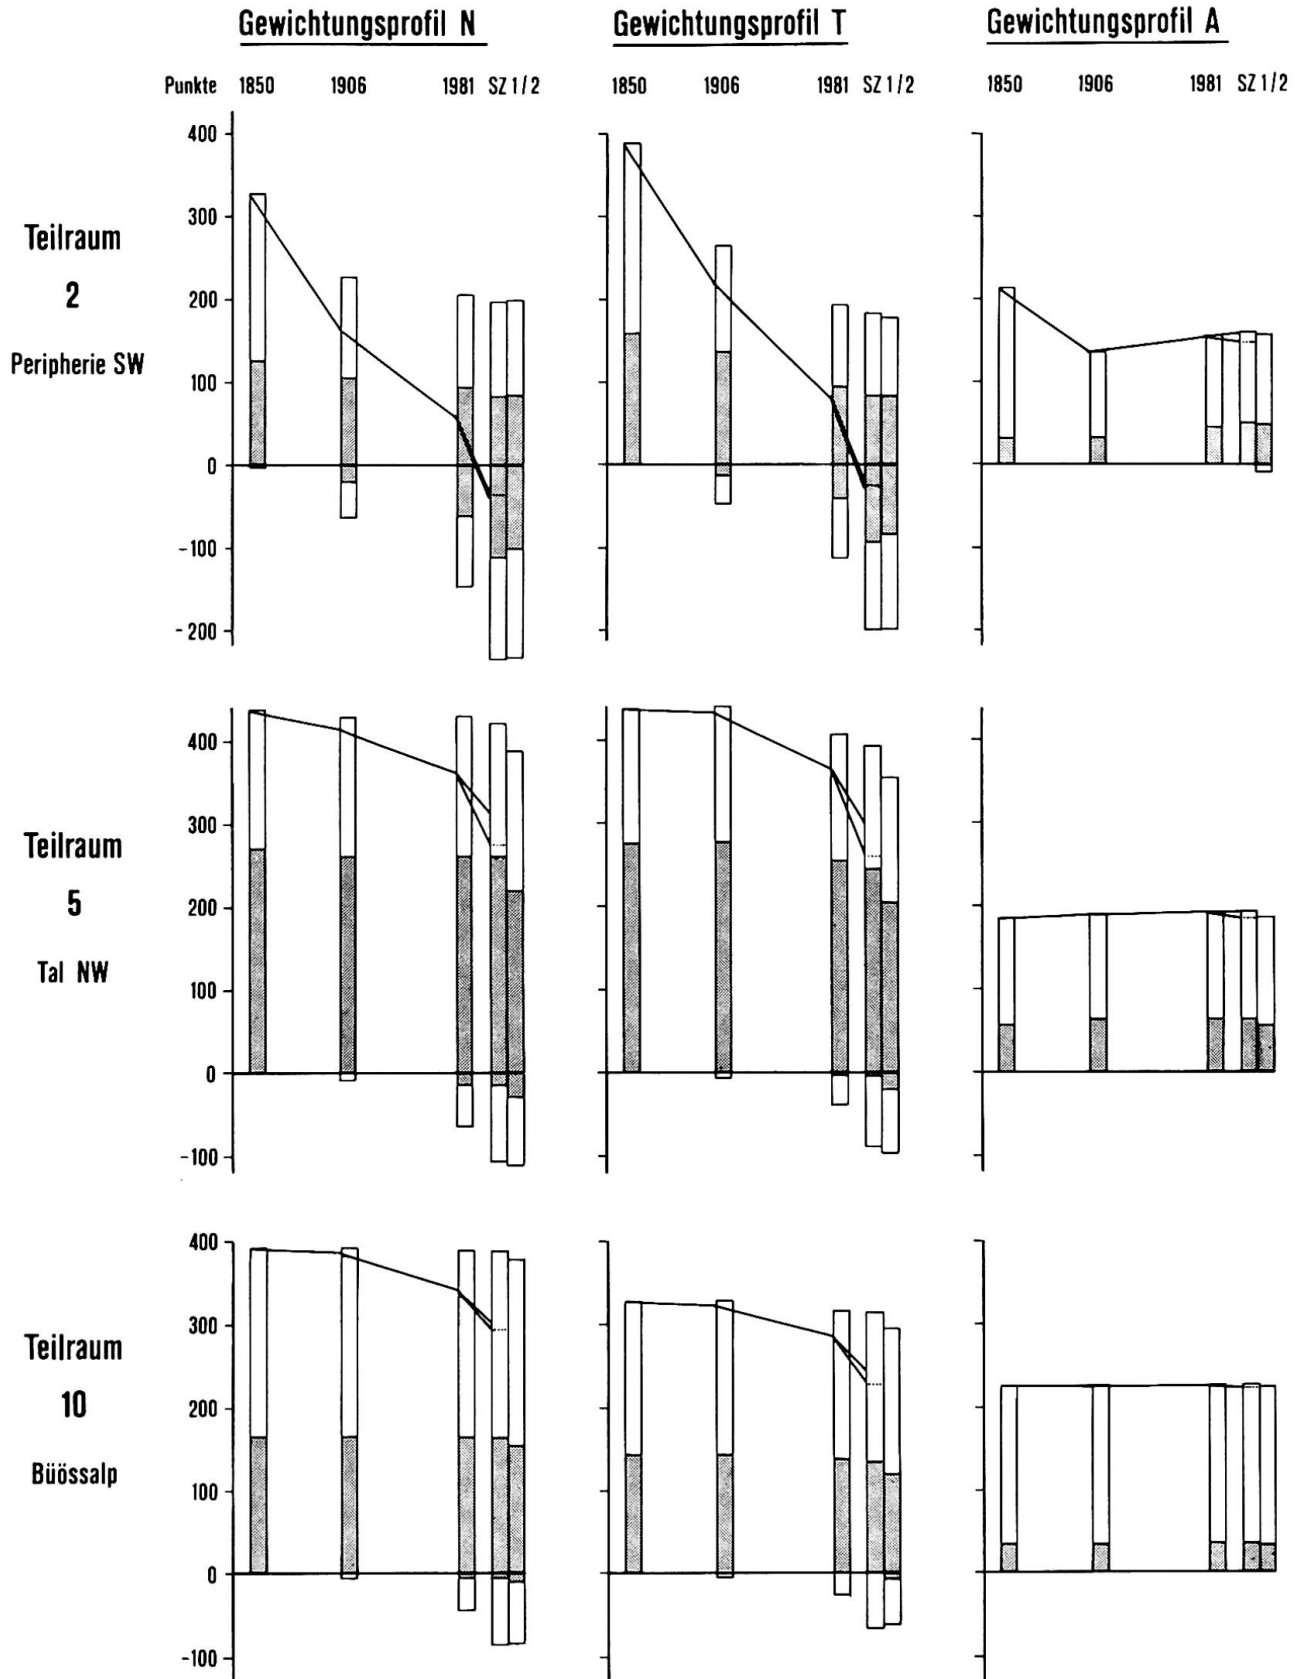 Gewichtungsprofil N Gewichtungsprofil T Gewichtungsprofil A
Punkte 1850 1906 1981 SZ 1/2 1850 1906 1981 SZ 1/2 1850 1906 1981 SZ 1/2
400
300
Teilraum
2
200
Peripherie SW
100
0
-100
-200
400
300
Teilraum
5
200
Tal NW
100
0
-100
400
300
Teilraum
10
200
Büössalp
100
0
-100